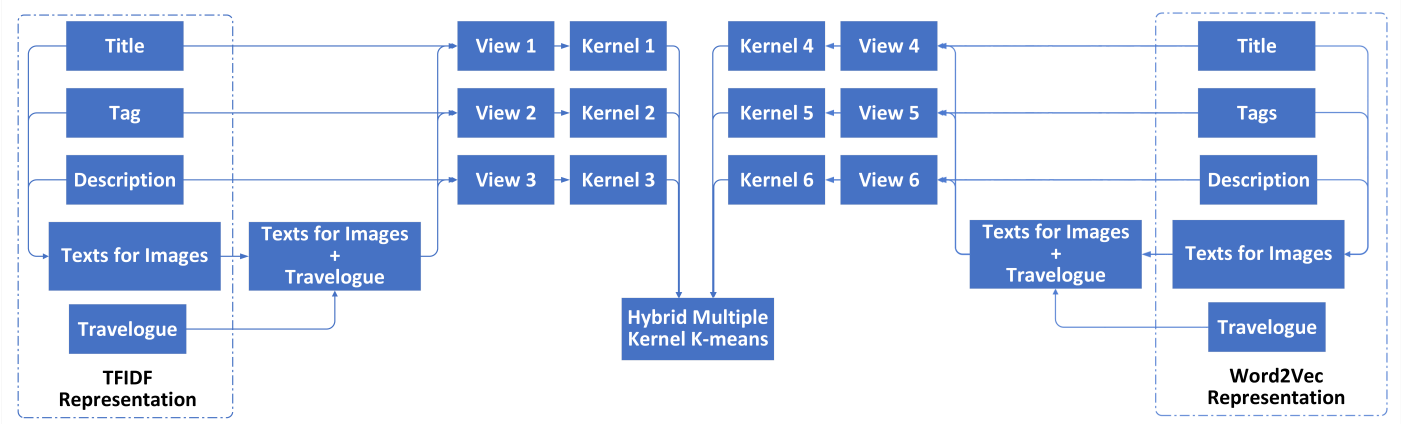 Title
View 1
Kernel 1
Kernel 4
View 4
Title
Tag
View 2
Kernel 2
Kernel 5
View 5
Tags
Description
View 3
Kernel 3
Kernel 6
View 6
Description
Texts for Images
Texts for Images
+
Travelogue
Texts for Images
+
Travelogue
Texts for Images
Travelogue
Hybrid Multiple
Kernel K-means
Travelogue
TFIDF
Representation
Word2Vec
Representation